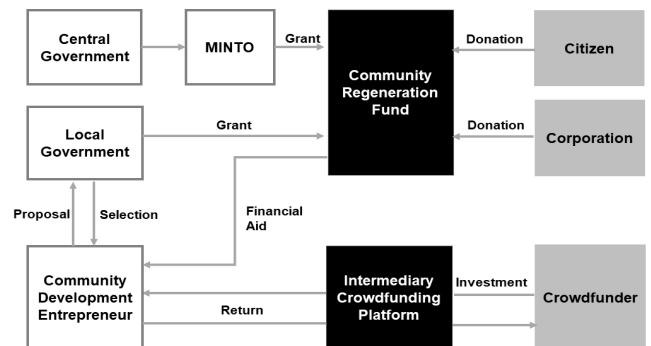 Central
Government
MINTO
Grant
Community
Regeneration
Fund
Donation
Citizen
Local
Government
Grant
Donation
Corporation
Proposal
Selection
Financial
Aid
Community
Development
Entrepreneur
Return
Intermediary
Crowdfunding
Platform
Investment
Crowdfunder